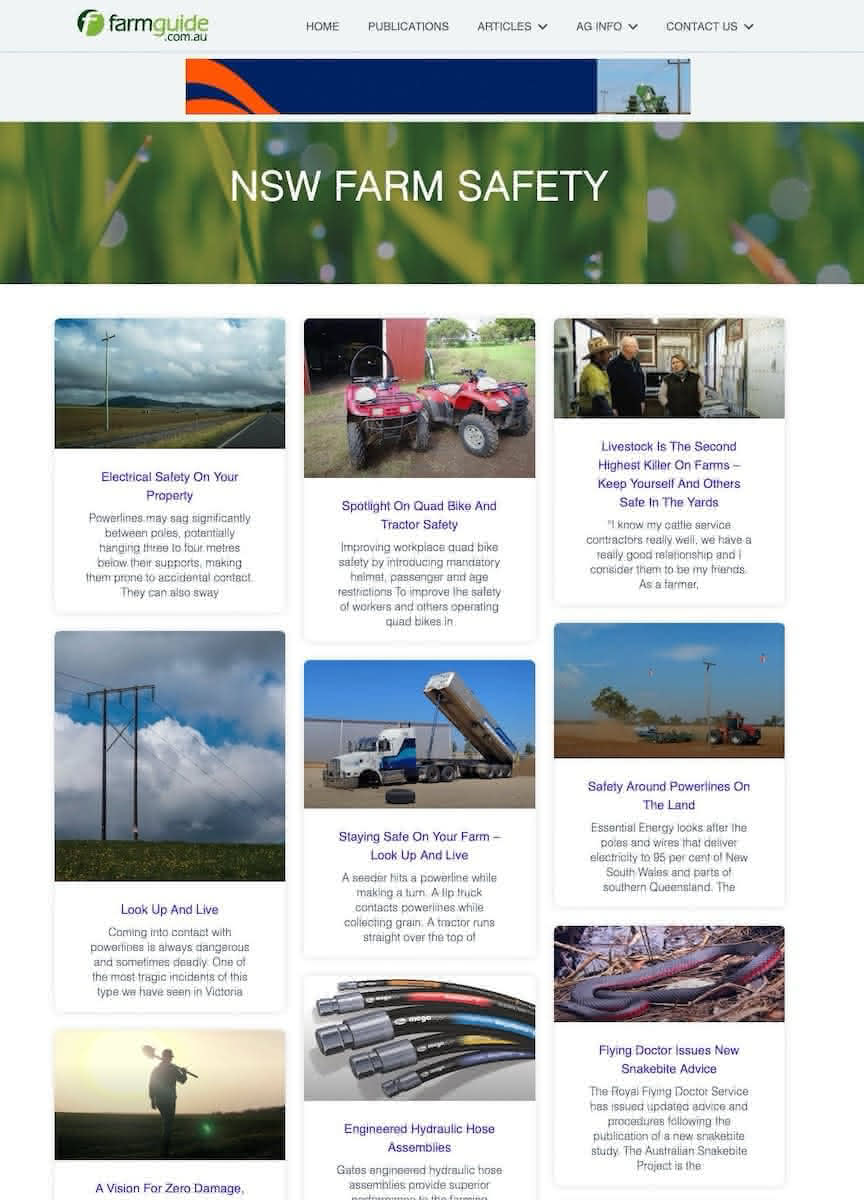 farmguide
.com.au
HOME
PUBLICATIONS
ARTICLES
AG INFO
CONTACT US
NSW FARM SAFETY
Electrical Safety On Your
Property
Powerlines may sag significantly
between poles, potentially
hanging three to four metres
below their supports, making
them prone to accidental contact.
They can also sway
Look Up And Live
Coming into contact with
powerlines is always dangerous
and sometimes deadly. One of
the most tragic incidents of this
type we have seen in Victoria
A Vision For Zero Damage,
Spotlight On Quad Bike And
Tractor Safety
Improving workplace quad bike
safety by introducing mandatory
helmet, passenger and age
restrictions To improve the safety
of workers and others operating
quad bikes in
Staying Safe On Your Farm –
Look Up And Live
A seeder hits a powerline while
making a turn. A tip truck
contacts powerlines while
collecting grain. A tractor runs
straight over the top of
mega
Engineered Hydraulic Hose
Assemblies
Gates engineered hydraulic hose
assemblies provide superior
performance to the farming
Livestock Is The Second
Highest Killer On Farms –
Keep Yourself And Others
Safe In The Yards
"I know my cattle service
contractors really well, we have a
really good relationship and I
consider them to be my friends.
As a farmer,
Safety Around Powerlines On
The Land
Essential Energy looks after the
poles and wires that deliver
electricity to 95 per cent of New
South Wales and parts of
southern Queensland. The
Flying Doctor Issues New
Snakebite Advice
The Royal Flying Doctor Service
has issued updated advice and
procedures following the
publication of a new snakebite
study. The Australian Snakebite
Project is the